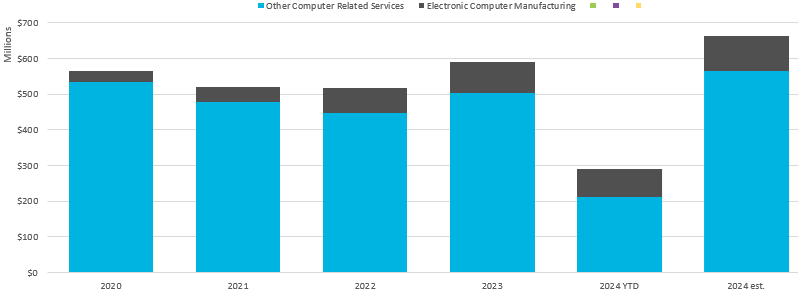 Other Computer Related Services Electronic Computer Manufacturing
Millions
$700
$600
$500
$400
$300
$200
$100
$0
2020 2021 2022 2023 2024 YTD 2024 est.